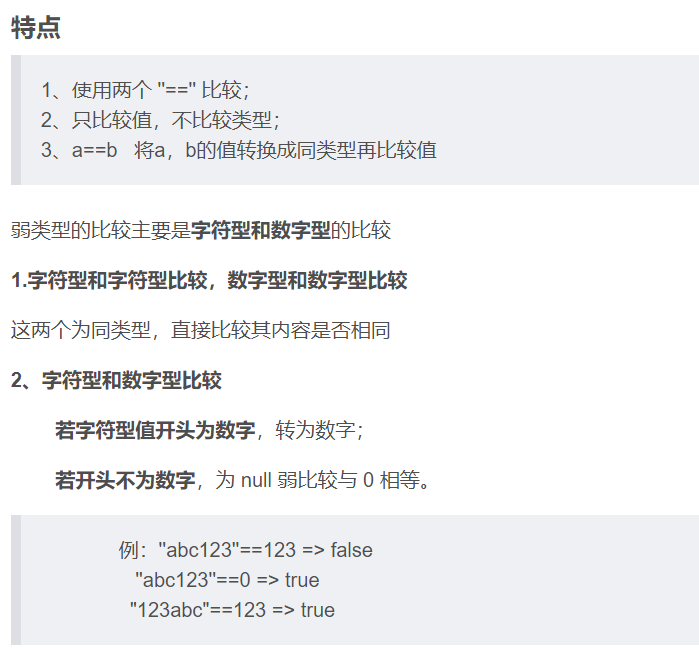 特点
1、使用两个 "==" 比较；
2、只比较值，不比较类型；
3、a==b 将a，b的值转换成同类型再比较值
弱类型的比较主要是字符型和数字型的比较
1.字符型和字符型比较，数字型和数字型比较
这两个为同类型，直接比较其内容是否相同
2、字符型和数字型比较
若字符型值开头为数字，转为数字；
若开头不为数字，为 null 弱比较与 0 相等。
例："abc123"==123 => false
"abc123"==0 => true
"123abc"==123 => true